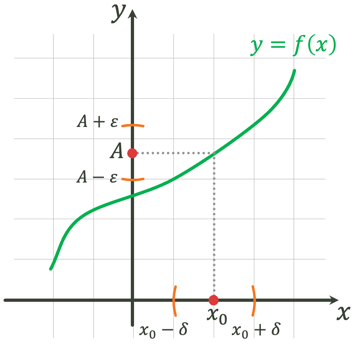 y
y = f(x)
A + ε
A
A − ε
x₀
x
x₀ − δ
x₀ + δ